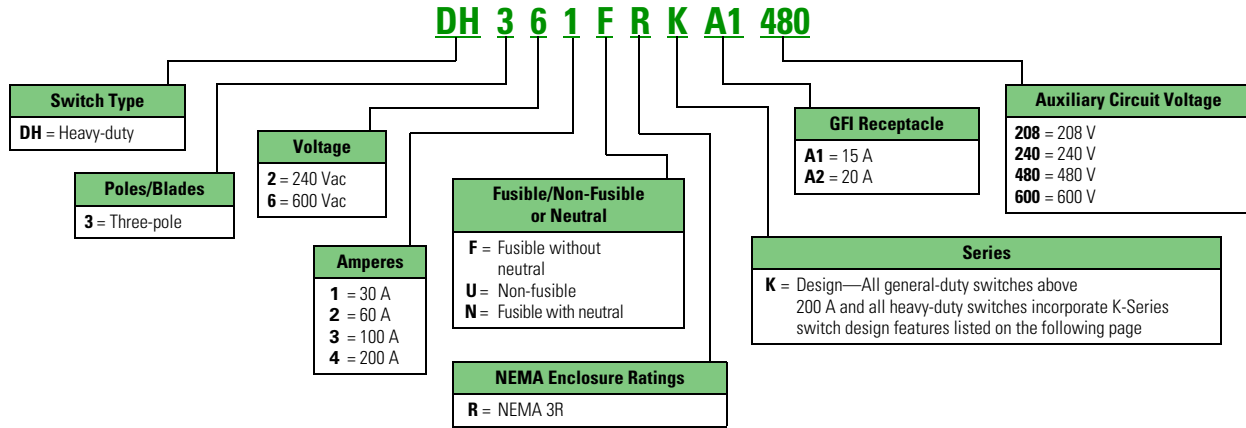 DH 3 6 1 F R K A1 480
Switch Type
DH = Heavy-duty
Poles/Blades
3 = Three-pole
Voltage
2 = 240 Vac
6 = 600 Vac
Amperes
1 = 30 A
2 = 60 A
3 = 100 A
4 = 200 A
Fusible/Non-Fusible
or Neutral
F = Fusible without
neutral
U = Non-fusible
N = Fusible with neutral
NEMA Enclosure Ratings
R = NEMA 3R
GFI Receptacle
A1 = 15 A
A2 = 20 A
Auxiliary Circuit Voltage
208 = 208 V
240 = 240 V
480 = 480 V
600 = 600 V
Series
K = Design—All general-duty switches above
200 A and all heavy-duty switches incorporate K-Series
switch design features listed on the following page